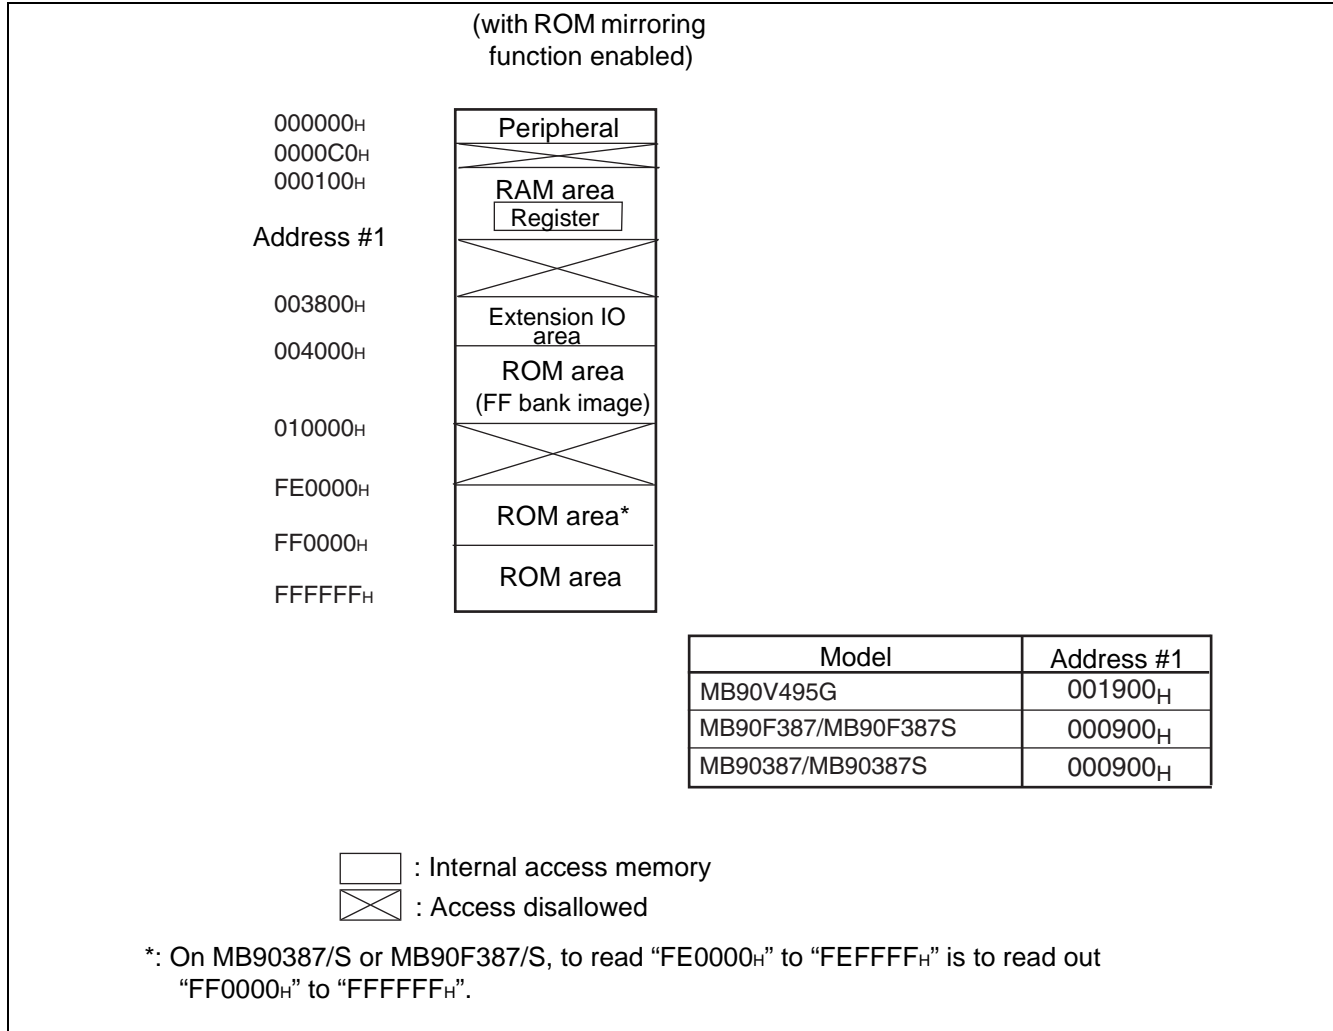 (with ROM mirroring
function enabled)
000000H
Peripheral
0000C0H
000100H
RAM area
Register
Address #1
003800H
Extension IO
area
004000H
ROM area
(FF bank image)
010000H
FE0000H
ROM area*
FF0000H
ROM area
FFFFFFH
Model Address #1
MB90V495G 001900H
MB90F387/MB90F387S 000900H
MB90387/MB90387S 000900H
: Internal access memory
: Access disallowed
*: On MB90387/S or MB90F387/S, to read “FE0000H” to “FEFFFFH” is to read out
“FF0000H” to “FFFFFFH”.